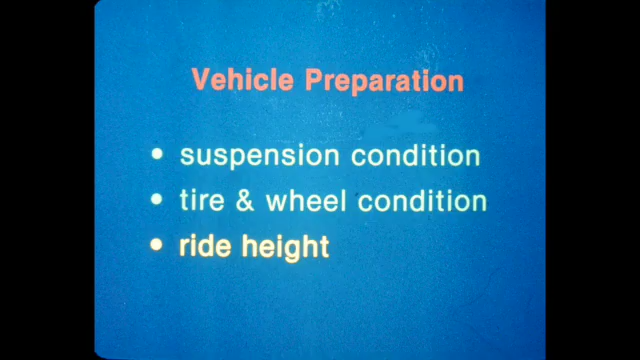 Vehicle Preparation
• suspension condition
• tire & wheel condition
• ride height